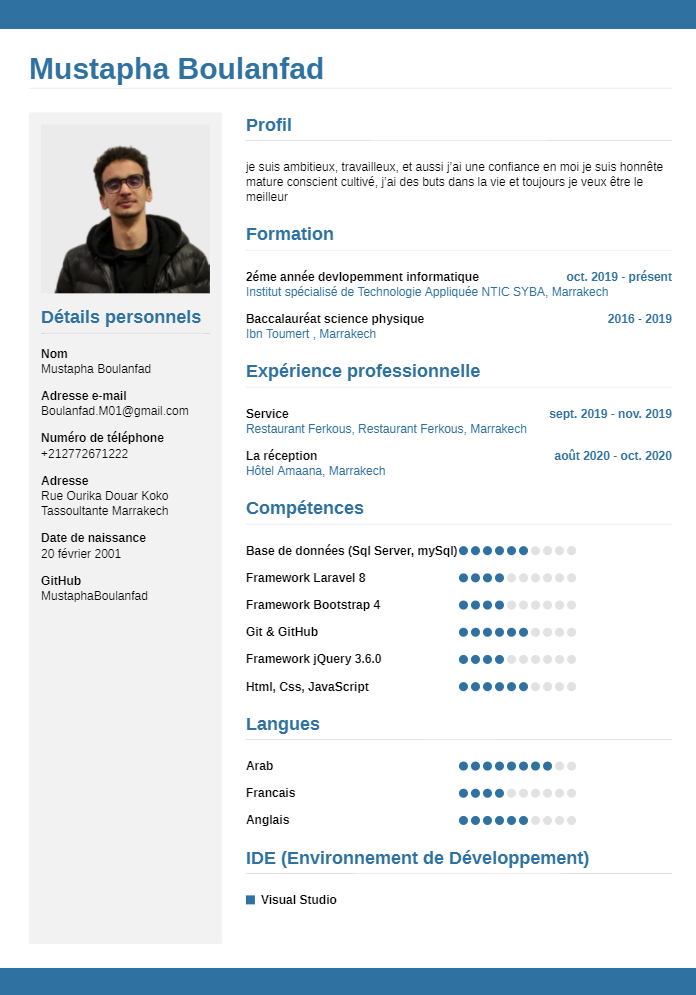 Mustapha Boulanfad
Détails personnels
Nom
Mustapha Boulanfad
Adresse e-mail
Boulanfad.M01@gmail.com
Numéro de téléphone
+212772671222
Adresse
Rue Ourika Douar Koko
Tassoultante Marrakech
Date de naissance
20 février 2001
GitHub
MustaphaBoulanfad
Profil
je suis ambitieux, travailleux, et aussi j’ai une confiance en moi je suis honnête
mature conscient cultivé, j’ai des buts dans la vie et toujours je veux être le
meilleur
Formation
2éme année devlopemment informatique oct. 2019 - présent
Institut spécialisé de Technologie Appliquée NTIC SYBA, Marrakech
Baccalauréat science physique 2016 - 2019
Ibn Toumert , Marrakech
Expérience professionnelle
Service sept. 2019 - nov. 2019
Restaurant Ferkous, Restaurant Ferkous, Marrakech
La réception août 2020 - oct. 2020
Hôtel Amaana, Marrakech
Compétences
Base de données (Sql Server, mySql)
Framework Laravel 8
Framework Bootstrap 4
Git & GitHub
Framework jQuery 3.6.0
Html, Css, JavaScript
Langues
Arab
Francais
Anglais
IDE (Environnement de Développement)
Visual Studio